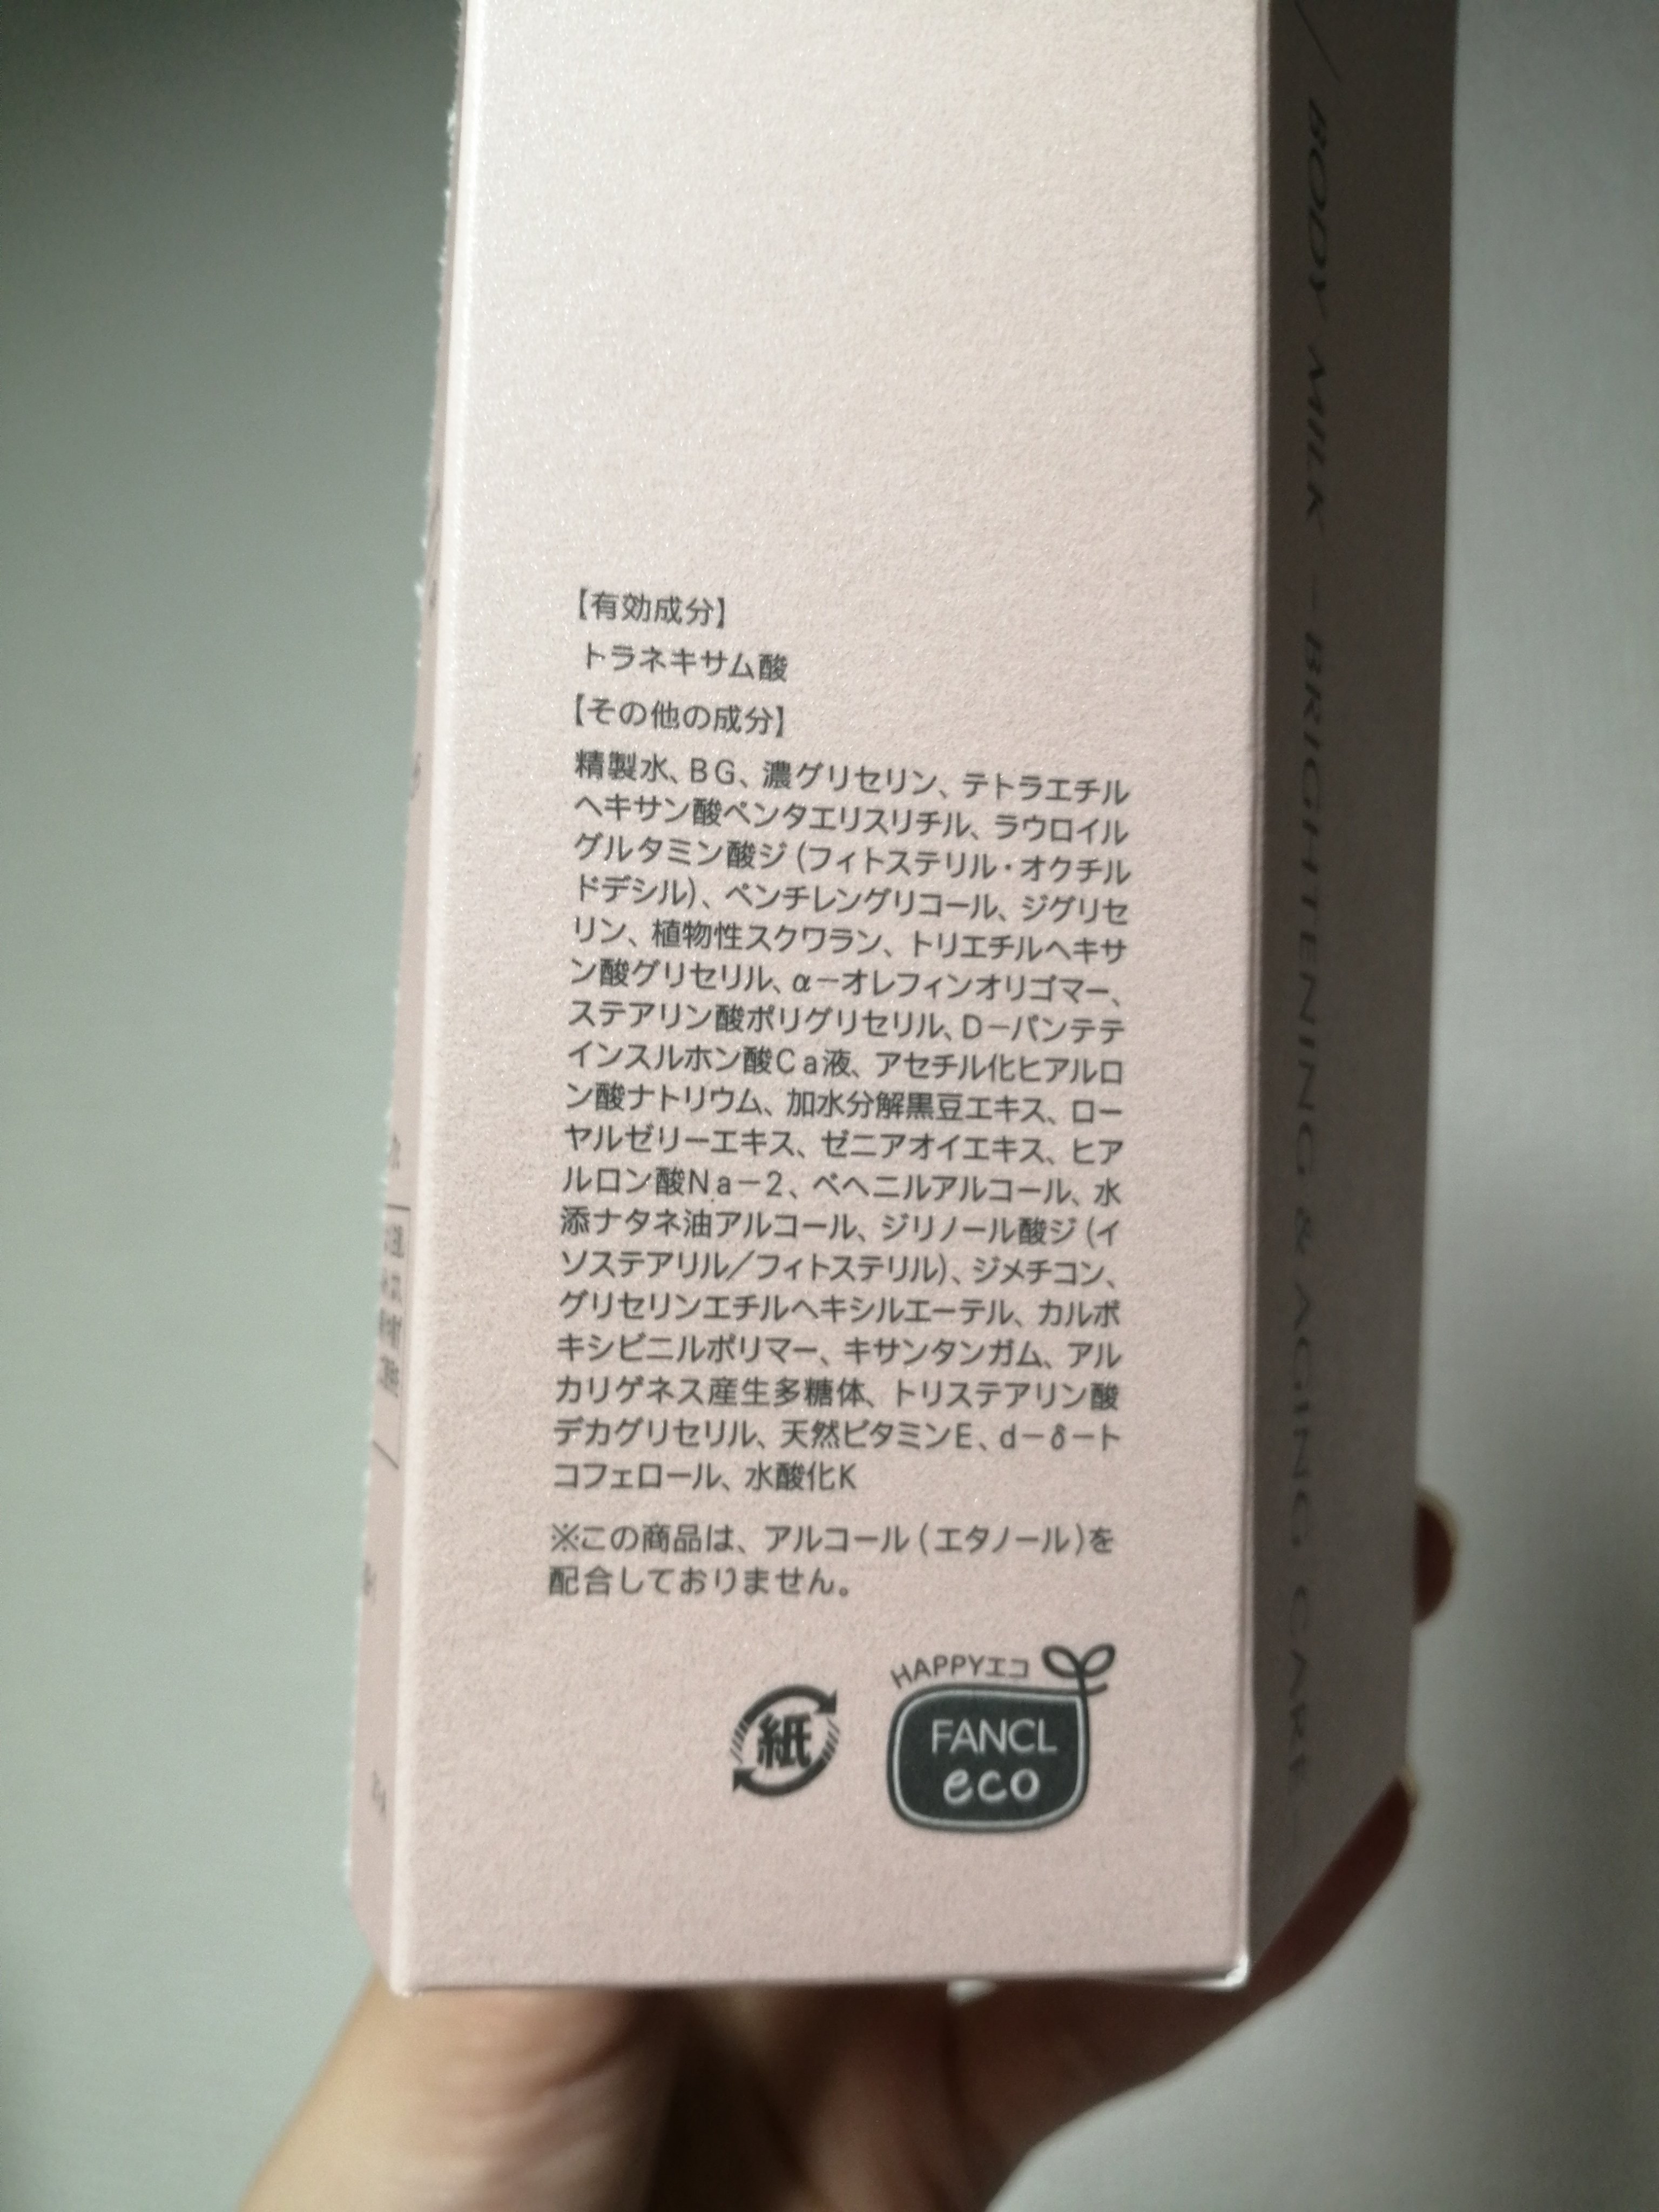 【有効成分】
トラネキサム酸
【その他の成分】
精製水、BG、濃グリセリン、テトラエチル
ヘキサン酸ペンタエリスリチル、ラウロイル
グルタミン酸ジ(フィトステリル・オクチル
ドデシル)、ペンチレングリコール、ジグリセ
リン、植物性スクワラン、トリエチルヘキサ
ン酸グリセリル、α－オレフィンオリゴマー、
ステアリン酸ポリグリセリル、D－パンテテ
インスルホン酸Ca液、アセチル化ヒアルロ
ン酸ナトリウム、加水分解黒豆エキス、ロー
ヤルゼリーエキス、ゼニアオイエキス、ヒア
ルロン酸Na－2、ベヘニルアルコール、水
添ナタネ油アルコール、ジリノール酸ジ(イ
ソステアリル／フィトステリル)、ジメチコン、
グリセリンエチルヘキシルエーテル、カルボ
キシビニルポリマー、キサンタンガム、アル
カリゲネス産生多糖体、トリステアリン酸
デカグリセリル、天然ビタミンE、d－δ－ト
コフェロール、水酸化K
※この商品は、アルコール(エタノール)を
配合しておりません。
紙
HAPPYエコ
FANCL
eco
/ BODY MILK - BRIGHTENING & AGING CARE -